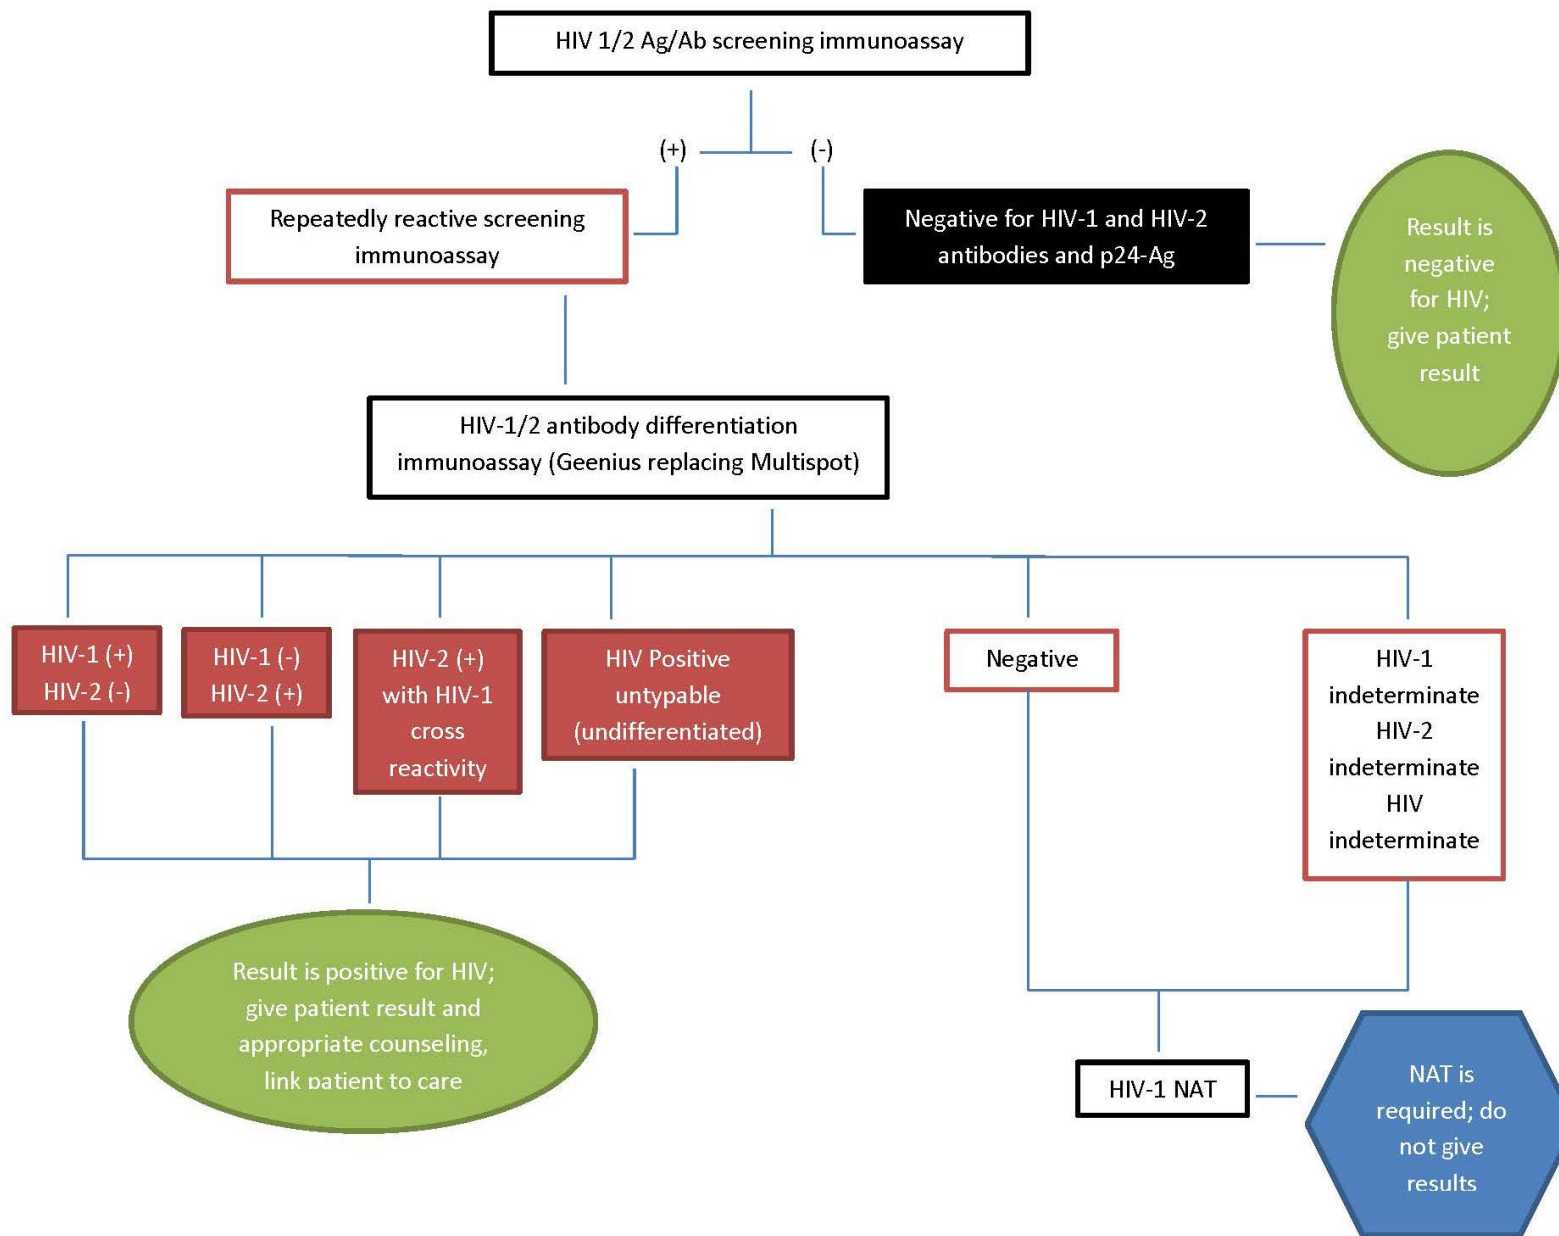 HIV 1/2 Ag/Ab screening immunoassay
(+)
(-)
Repeatedly reactive screening
immunoassay
Negative for HIV-1 and HIV-2
antibodies and p24-Ag
Result is
negative
for HIV;
give patient
result
HIV-1/2 antibody differentiation
immunoassay (Geenius replacing Multispot)
HIV-1 (+)
HIV-2 (-)
HIV-1 (-)
HIV-2 (+)
HIV-2 (+)
with HIV-1
cross
reactivity
HIV Positive
untypable
(undifferentiated)
Negative
HIV-1
indeterminate
HIV-2
indeterminate
HIV
indeterminate
Result is positive for HIV;
give patient result and
appropriate counseling,
link patient to care
HIV-1 NAT
NAT is
required; do
not give
results